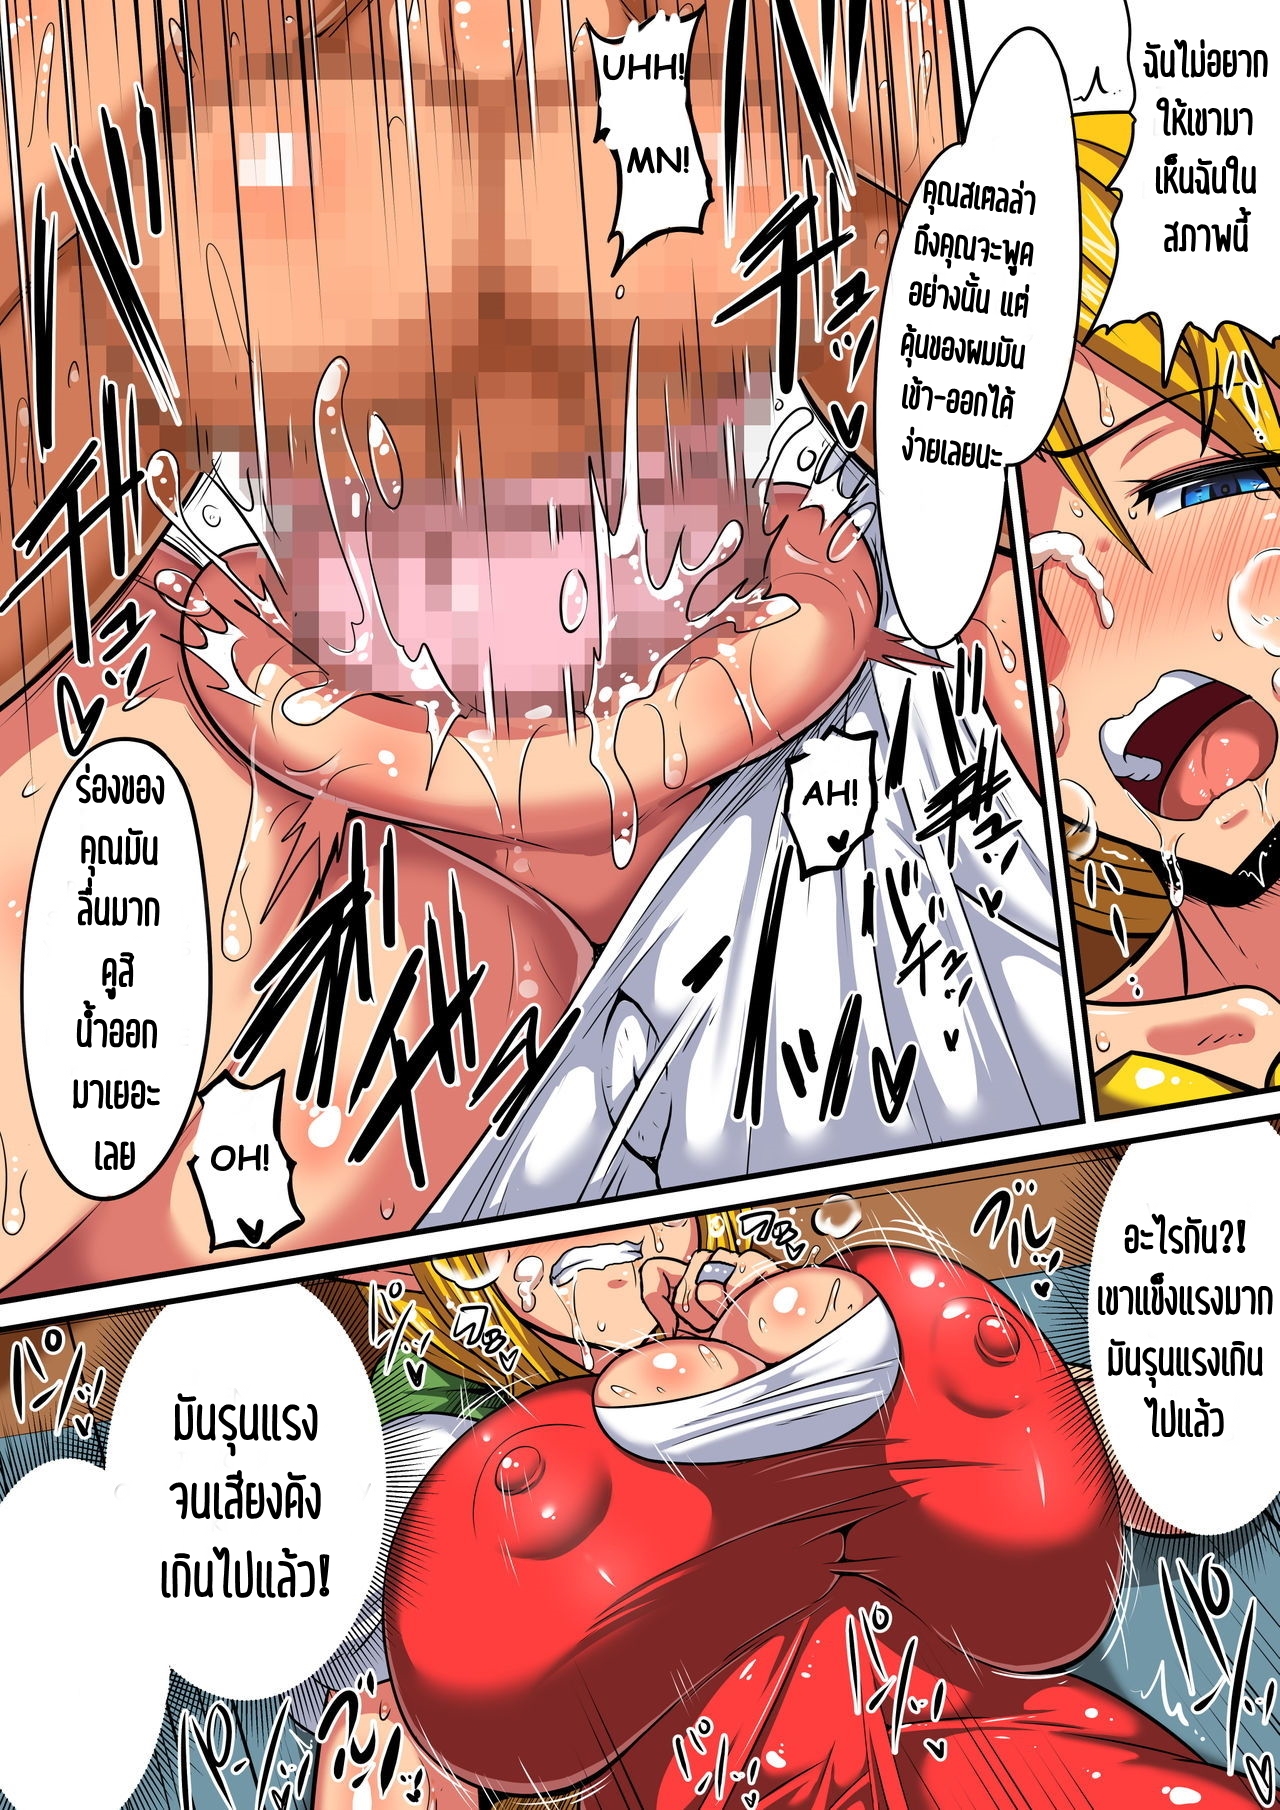 ฉันไม่อยาก
ให้เขามา
เห็นฉันใน
สภาพนี้
UHH!
MN!
คุณสเตลล่า
ถึงคุณจะพูค
อย่างนั้น แต่
คุ้นของผมมัน
เข้า-ออกได้
ง่ายเลยนะ
AH!
ร่องของ
คุณมัน
ลื่นมาก
คูสิ
น้ำออก
มาเยอะ
เลย
OH!
อะไรกัน?!
เขาแข็งแรงมาก
มันรุนแรงเกิน
ไปแล้ว
มันรุนแรง
จนเสียงคัง
เกินไปแล้ว!